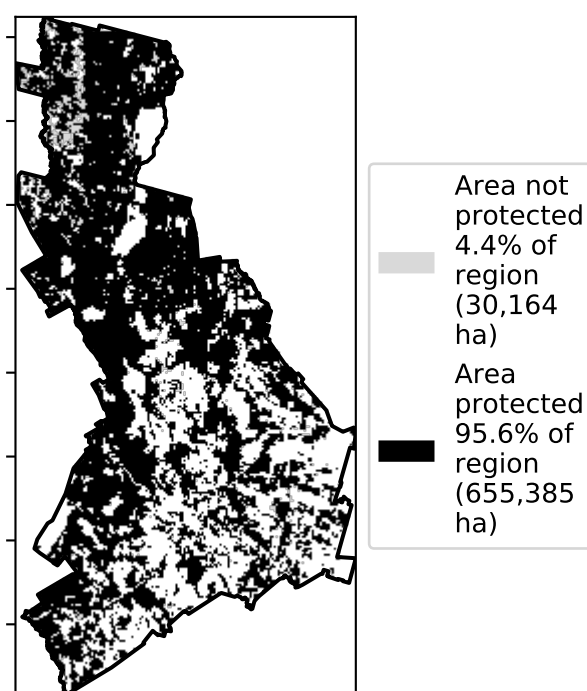 Area not
protected
4.4% of
region
(30,164
ha)
Area
protected
95.6% of
region
(655,385
ha)